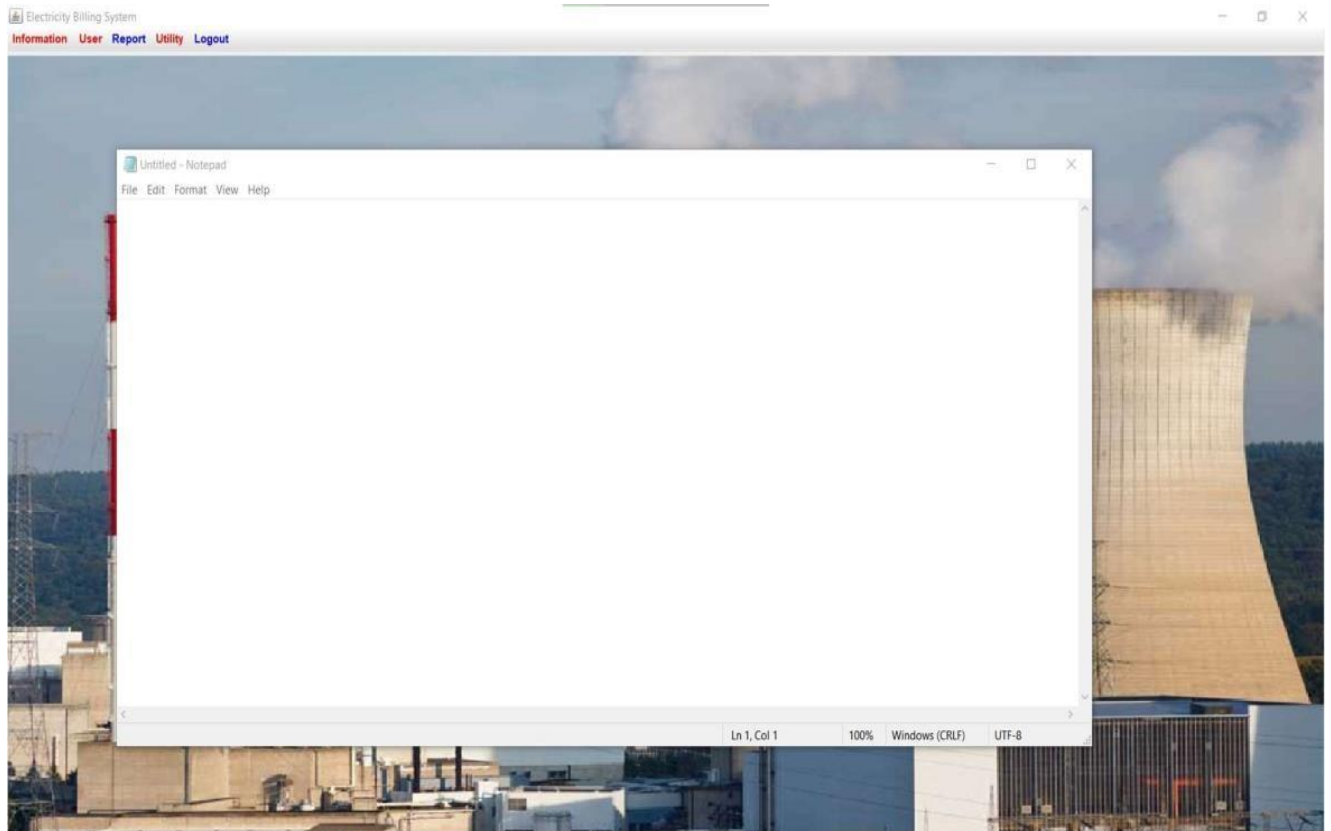 Electricity Billing System
Information User Report Utility Logout
Untitled - Notepad
File Edit Format View Help
Ln 1, Col 1 100% Windows (CRLF) UTF-8